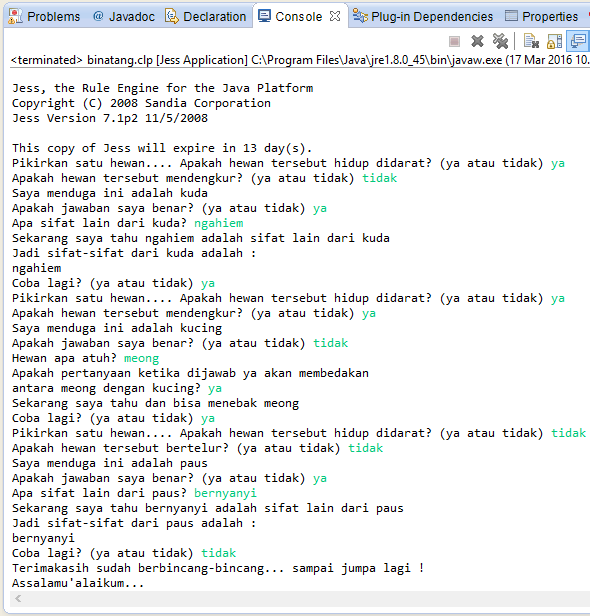 Problems @ Javadoc Declaration Console Plug-in Dependencies Properties
<terminated> binatang.clp [Jess Application] C:\Program Files\Java\jre1.8.0_45\bin\javaw.exe (17 Mar 2016 10.
Jess, the Rule Engine for the Java Platform
Copyright (C) 2008 Sandia Corporation
Jess Version 7.1p2 11/5/2008
This copy of Jess will expire in 13 day(s).
Pikirkan satu hewan.... Apakah hewan tersebut hidup didarat? (ya atau tidak) ya
Apakah hewan tersebut mendengkur? (ya atau tidak) tidak
Saya menduga ini adalah kuda
Apakah jawaban saya benar? (ya atau tidak) ya
Apa sifat lain dari kuda? ngahiem
Sekarang saya tahu ngahiem adalah sifat lain dari kuda
Jadi sifat-sifat dari kuda adalah :
ngahiem
Coba lagi? (ya atau tidak) ya
Pikirkan satu hewan.... Apakah hewan tersebut hidup didarat? (ya atau tidak) ya
Apakah hewan tersebut mendengkur? (ya atau tidak) ya
Saya menduga ini adalah kucing
Apakah jawaban saya benar? (ya atau tidak) tidak
Hewan apa atuh? meong
Apakah pertanyaan ketika dijawab ya akan membedakan
antara meong dengan kucing? ya
Sekarang saya tahu dan bisa menebak meong
Coba lagi? (ya atau tidak) ya
Pikirkan satu hewan.... Apakah hewan tersebut hidup didarat? (ya atau tidak) tidak
Apakah hewan tersebut bertelur? (ya atau tidak) tidak
Saya menduga ini adalah paus
Apakah jawaban saya benar? (ya atau tidak) ya
Apa sifat lain dari paus? bernyanyi
Sekarang saya tahu bernyanyi adalah sifat lain dari paus
Jadi sifat-sifat dari paus adalah :
bernyanyi
Coba lagi? (ya atau tidak) tidak
Terimakasih sudah berbincang-bincang... sampai jumpa lagi !
Assalamu'alaikum...